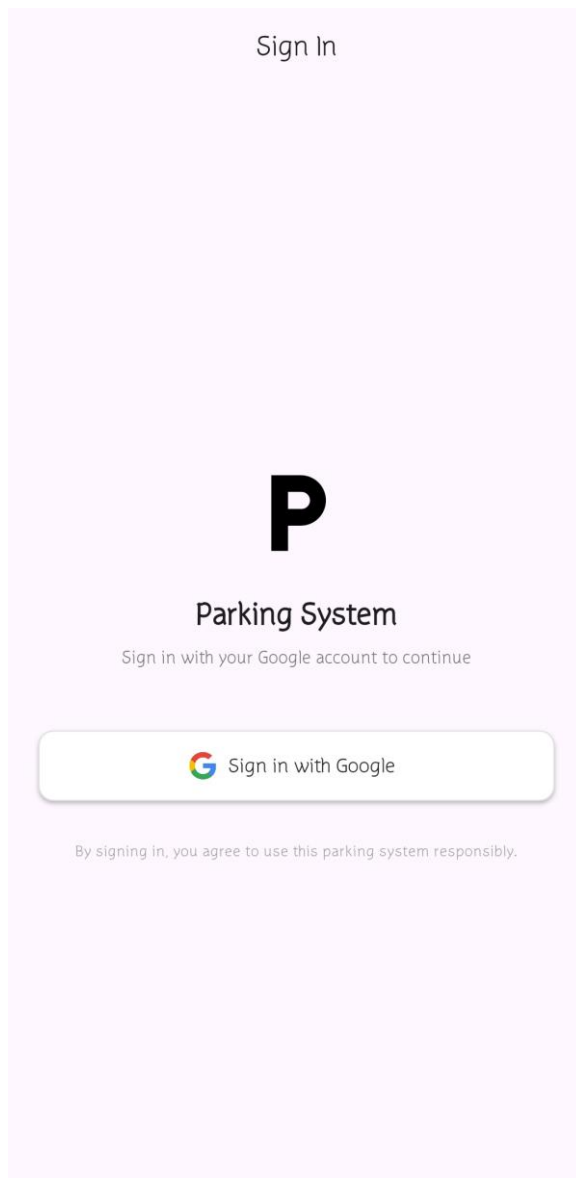 Sign In
P
Parking System
Sign in with your Google account to continue
Sign in with Google
By signing in, you agree to use this parking system responsibly.